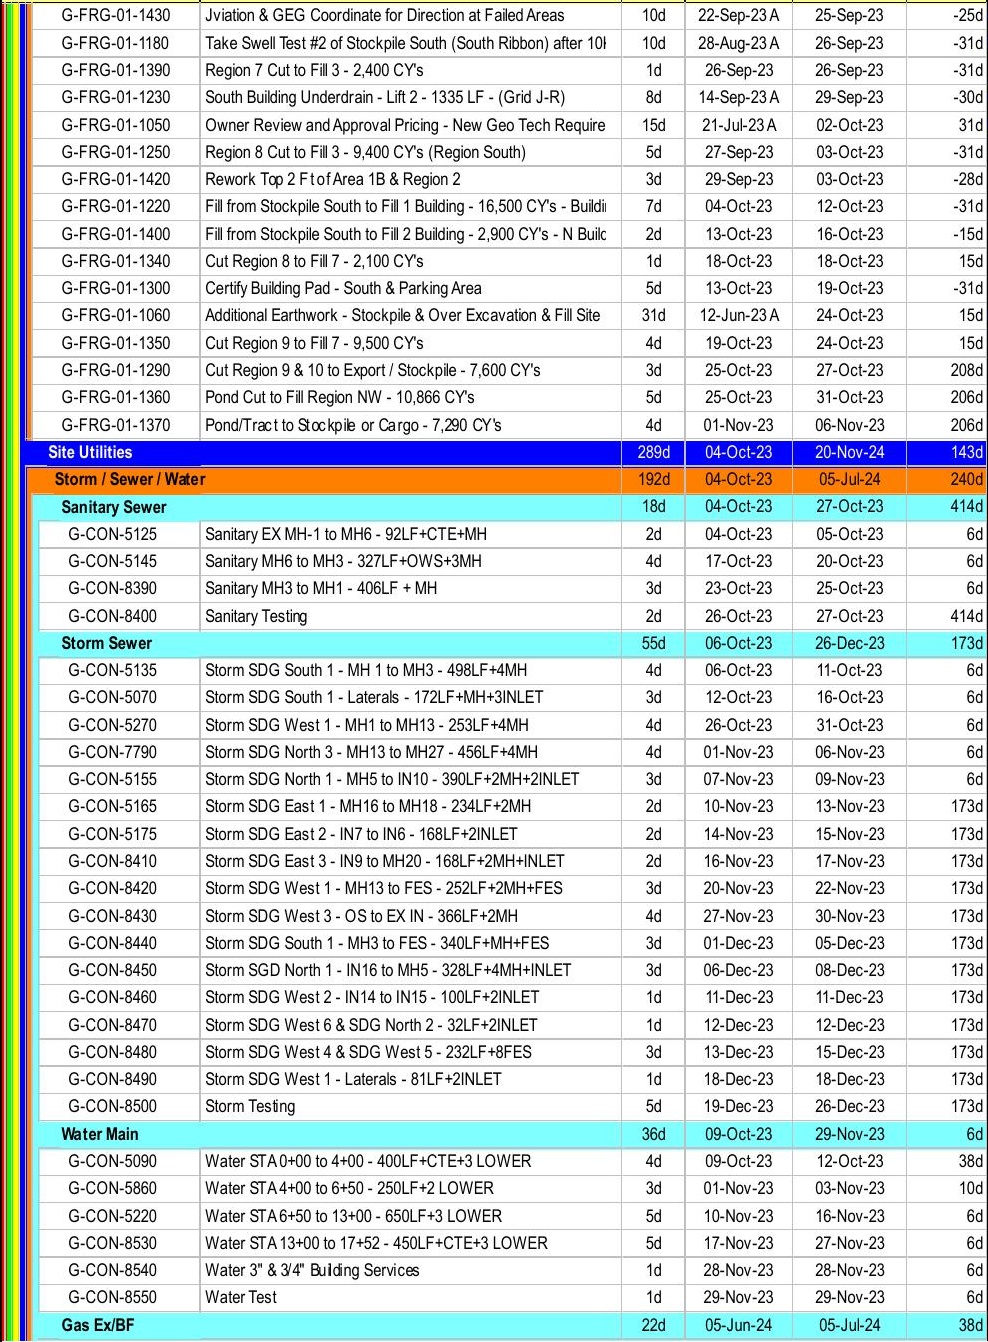 G-FRG-01-1430 Jviation & GEG Coordinate for Direction at Failed Areas 10d 22-Sep-23 A 25-Sep-23 -25d
G-FRG-01-1180 Take Swell Test #2 of Stockpile South (South Ribbon) after 10 10d 28-Aug-23 A 26-Sep-23 -31d
G-FRG-01-1390 Region 7 Cut to Fill 3 - 2,400 CY's 1d 26-Sep-23 26-Sep-23 -31d
G-FRG-01-1230 South Building Underdrain - Lift 2 - 1335 LF - (Grid J-R) 8d 14-Sep-23 A 29-Sep-23 -30d
G-FRG-01-1050 Owner Review and Approval Pricing - New Geo Tech Require 15d 21-Jul-23 A 02-Oct-23 31d
G-FRG-01-1250 Region 8 Cut to Fill 3 - 9,400 CY's (Region South) 5d 27-Sep-23 03-Oct-23 -31d
G-FRG-01-1420 Rework Top 2 Ft of Area 1B & Region 2 3d 29-Sep-23 03-Oct-23 -28d
G-FRG-01-1220 Fill from Stockpile South to Fill 1 Building - 16,500 CY's - Buildi 7d 04-Oct-23 12-Oct-23 -31d
G-FRG-01-1400 Fill from Stockpile South to Fill 2 Building - 2,900 CY's - N Builc 2d 13-Oct-23 16-Oct-23 -15d
G-FRG-01-1340 Cut Region 8 to Fill 7 - 2,100 CY's 1d 18-Oct-23 18-Oct-23 15d
G-FRG-01-1300 Certify Building Pad - South & Parking Area 5d 13-Oct-23 19-Oct-23 -31d
G-FRG-01-1060 Additional Earthwork - Stockpile & Over Excavation & Fill Site 31d 12-Jun-23 A 24-Oct-23 15d
G-FRG-01-1350 Cut Region 9 to Fill 7 - 9,500 CY's 4d 19-Oct-23 24-Oct-23 15d
G-FRG-01-1290 Cut Region 9 & 10 to Export / Stockpile - 7,600 CY's 3d 25-Oct-23 27-Oct-23 208d
G-FRG-01-1360 Pond Cut to Fill Region NW - 10,866 CY's 5d 25-Oct-23 31-Oct-23 206d
G-FRG-01-1370 Pond/Tract to Stockpile or Cargo - 7,290 CY's 4d 01-Nov-23 06-Nov-23 206d
Site Utilities 289d 04-Oct-23 20-Nov-24 143d
Storm / Sewer / Water 192d 04-Oct-23 05-Jul-24 240d
Sanitary Sewer 18d 04-Oct-23 27-Oct-23 414d
G-CON-5125 Sanitary EX MH-1 to MH6 - 92LF+CTE+MH 2d 04-Oct-23 05-Oct-23 6d
G-CON-5145 Sanitary MH6 to MH3 - 327LF+OWS+3MH 4d 17-Oct-23 20-Oct-23 6d
G-CON-8390 Sanitary MH3 to MH1 - 406LF + MH 3d 23-Oct-23 25-Oct-23 6d
G-CON-8400 Sanitary Testing 2d 26-Oct-23 27-Oct-23 414d
Storm Sewer 55d 06-Oct-23 26-Dec-23 173d
G-CON-5135 Storm SDG South 1 - MH 1 to MH3 - 498LF+4MH 4d 06-Oct-23 11-Oct-23 6d
G-CON-5070 Storm SDG South 1 - Laterals - 172LF+MH+3INLET 3d 12-Oct-23 16-Oct-23 6d
G-CON-5270 Storm SDG West 1 - MH1 to MH13 - 253LF+4MH 4d 26-Oct-23 31-Oct-23 6d
G-CON-7790 Storm SDG North 3 - MH13 to MH27 - 456LF+4MH 4d 01-Nov-23 06-Nov-23 6d
G-CON-5155 Storm SDG North 1 - MH5 to IN10 - 390LF+2MH+2INLET 3d 07-Nov-23 09-Nov-23 6d
G-CON-5165 Storm SDG East 1 - MH16 to MH18 - 234LF+2MH 2d 10-Nov-23 13-Nov-23 173d
G-CON-5175 Storm SDG East 2 - IN7 to IN6 - 168LF+2INLET 2d 14-Nov-23 15-Nov-23 173d
G-CON-8410 Storm SDG East 3 - IN9 to MH20 - 168LF+2MH+INLET 2d 16-Nov-23 17-Nov-23 173d
G-CON-8420 Storm SDG West 1 - MH13 to FES - 252LF+2MH+FES 3d 20-Nov-23 22-Nov-23 173d
G-CON-8430 Storm SDG West 3 - OS to EX IN - 366LF+2MH 4d 27-Nov-23 30-Nov-23 173d
G-CON-8440 Storm SDG South 1 - MH3 to FES - 340LF+MH+FES 3d 01-Dec-23 05-Dec-23 173d
G-CON-8450 Storm SGD North 1 - IN16 to MH5 - 328LF+4MH+INLET 3d 06-Dec-23 08-Dec-23 173d
G-CON-8460 Storm SDG West 2 - IN14 to IN15 - 100LF+2INLET 1d 11-Dec-23 11-Dec-23 173d
G-CON-8470 Storm SDG West 6 & SDG North 2 - 32LF+2INLET 1d 12-Dec-23 12-Dec-23 173d
G-CON-8480 Storm SDG West 4 & SDG West 5 - 232LF+8FES 3d 13-Dec-23 15-Dec-23 173d
G-CON-8490 Storm SDG West 1 - Laterals - 81LF+2INLET 1d 18-Dec-23 18-Dec-23 173d
G-CON-8500 Storm Testing 5d 19-Dec-23 26-Dec-23 173d
Water Main 36d 09-Oct-23 29-Nov-23 6d
G-CON-5090 Water STA 0+00 to 4+00 - 400LF+CTE+3 LOWER 4d 09-Oct-23 12-Oct-23 38d
G-CON-5860 Water STA 4+00 to 6+50 - 250LF+2 LOWER 3d 01-Nov-23 03-Nov-23 10d
G-CON-5220 Water STA 6+50 to 13+00 - 650LF+3 LOWER 5d 10-Nov-23 16-Nov-23 6d
G-CON-8530 Water STA 13+00 to 17+52 - 450LF+CTE+3 LOWER 5d 17-Nov-23 27-Nov-23 6d
G-CON-8540 Water 3" & 3/4" Building Services 1d 28-Nov-23 28-Nov-23 6d
G-CON-8550 Water Test 1d 29-Nov-23 29-Nov-23 6d
Gas Ex/BF 22d 05-Jun-24 05-Jul-24 38d